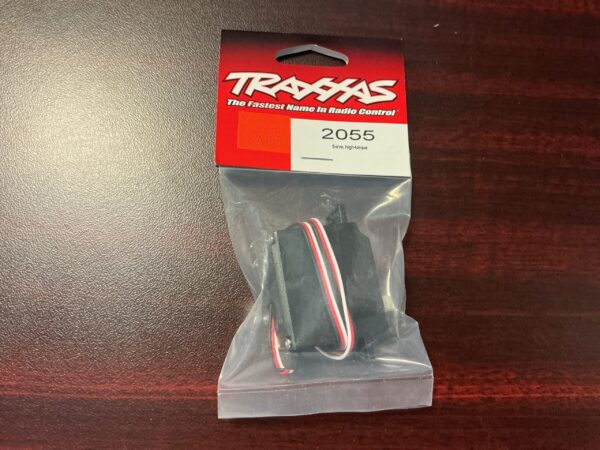 TRAXXAS
The Fastest Name In Radio Control
2055
Servo, high-torque